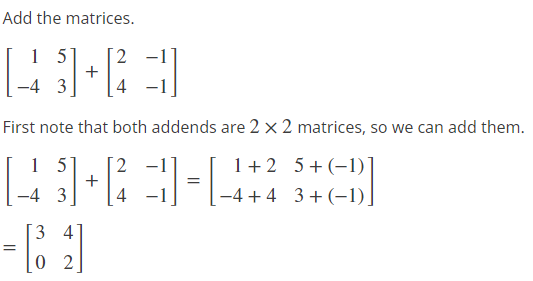 Add the matrices.
[1 5; −4 3] + [2 −1; 4 −1]
First note that both addends are 2 × 2 matrices, so we can add them.
[1 5; −4 3] + [2 −1; 4 −1] = [1 + 2 5 + (−1); −4 + 4 3 + (−1)]
= [3 4; 0 2]